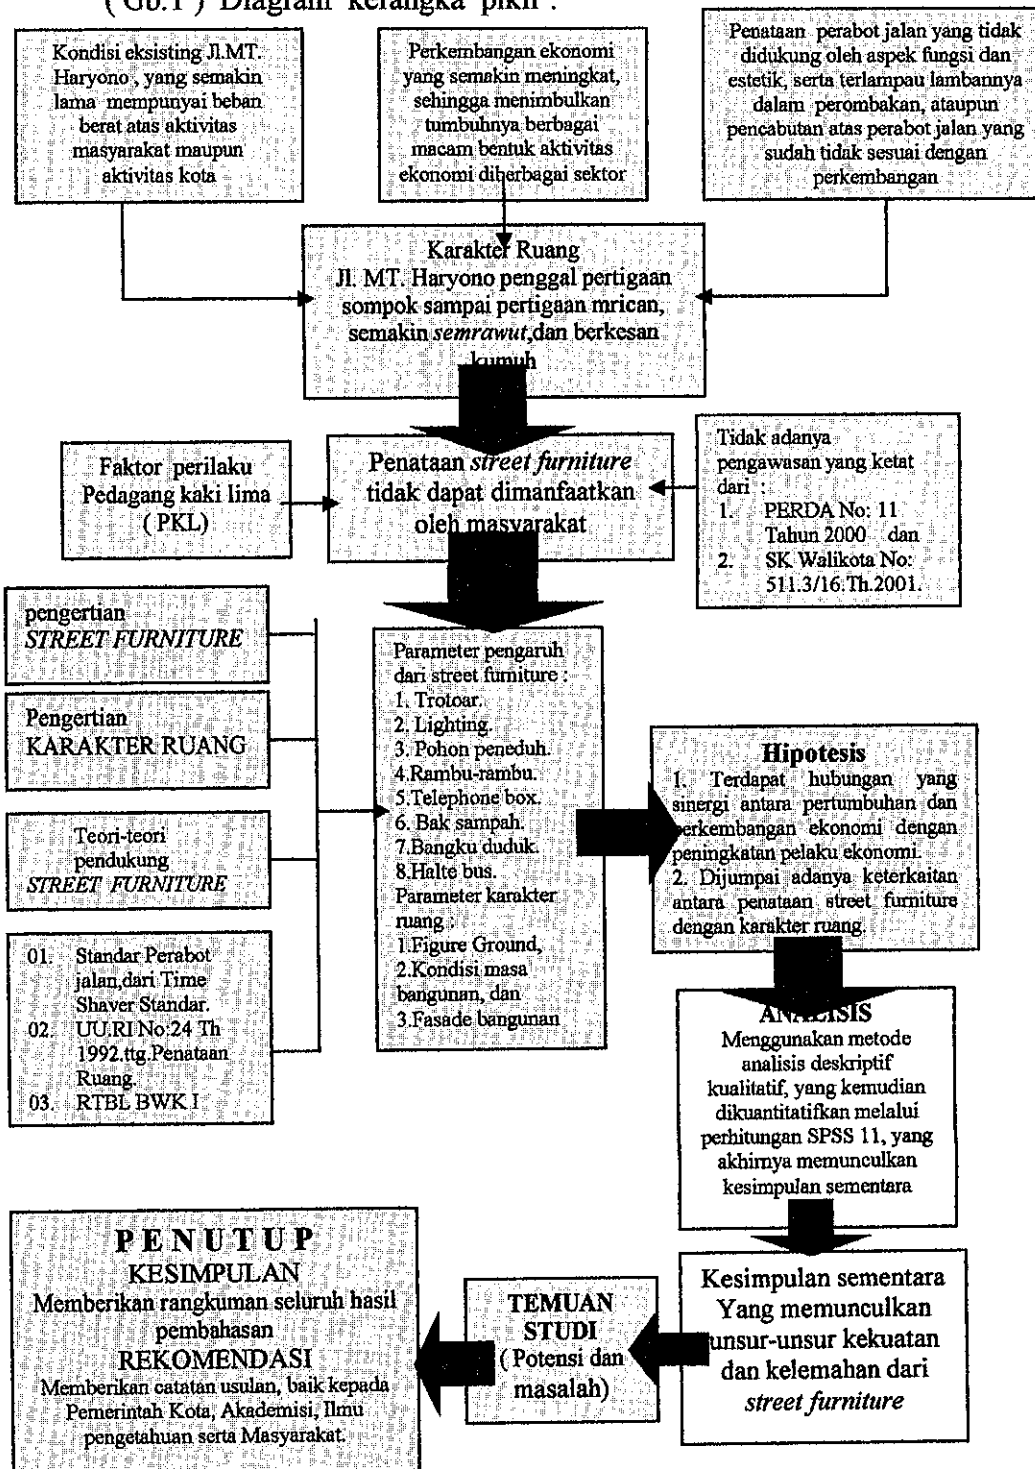 ( Gb.1 ) Diagram kerangka pikir :
Kondisi eksisting Jl.MT.
Haryono , yang semakin
lama mempunyai beban
berat atas aktivitas
masyarakat maupun
aktivitas kota
Perkembangan ekonomi
yang semakin meningkat,
sehingga menimbulkan
tumbuhnya berbagai
macam bentuk aktivitas
ekonomi diberbagai sektor
Penataan perabot jalan yang tidak
didukung oleh aspek fungsi dan
estetik, serta terlampau lambannya
dalam perombakan, ataupun
pencabutan atas perabot jalan yang
sudah tidak sesuai dengan
perkembangan
Karakter Ruang
Jl. MT. Haryono penggal pertigaan
sompok sampai pertigaan mrican,
semakin semrawut,dan berkesan
kumuh
Faktor perilaku
Pedagang kaki lima
( PKL)
Penataan street furniture
tidak dapat dimanfaatkan
oleh masyarakat
Tidak adanya
pengawasan yang ketat
dari :
1. PERDA No: 11
Tahun 2000 dan
2. SK Walikota No:
511.3/16.Th.2001.
pengertian
STREET FURNITURE
Pengertian
KARAKTER RUANG
Teori-teori
pendukung
STREET FURNITURE
01. Standar Perabot
jalan,dari Time
Shaver Standar.
02. UU.RI No:24 Th
1992.ttg.Penataan
Ruang.
03. RTBL BWK I
Parameter pengaruh
dari street furniture :
1. Trotoar.
2. Lighting.
3. Pohon peneduh.
4.Rambu-rambu.
5.Telephone box.
6. Bak sampah.
7.Bangku duduk.
8.Halte bus.
Parameter karakter
ruang :
1.Figure Ground,
2.Kondisi masa
bangunan, dan
3.Fasade bangunan
Hipotesis
1. Terdapat hubungan yang
sinergi antara pertumbuhan dan
perkembangan ekonomi dengan
peningkatan pelaku ekonomi.
2. Dijumpai adanya keterkaitan
antara penataan street furniture
dengan karakter ruang.
ANALISIS
Menggunakan metode
analisis deskriptif
kualitatif, yang kemudian
dikuantitatifkan melalui
perhitungan SPSS 11, yang
akhirnya memunculkan
kesimpulan sementara
Kesimpulan sementara
Yang memunculkan
unsur-unsur kekuatan
dan kelemahan dari
street furniture
TEMUAN
STUDI
( Potensi dan
masalah)
PENUTUP
KESIMPULAN
Memberikan rangkuman seluruh hasil
pembahasan
REKOMENDASI
Memberikan catatan usulan, baik kepada
Pemerintah Kota, Akademisi, Ilmu
pengetahuan serta Masyarakat.